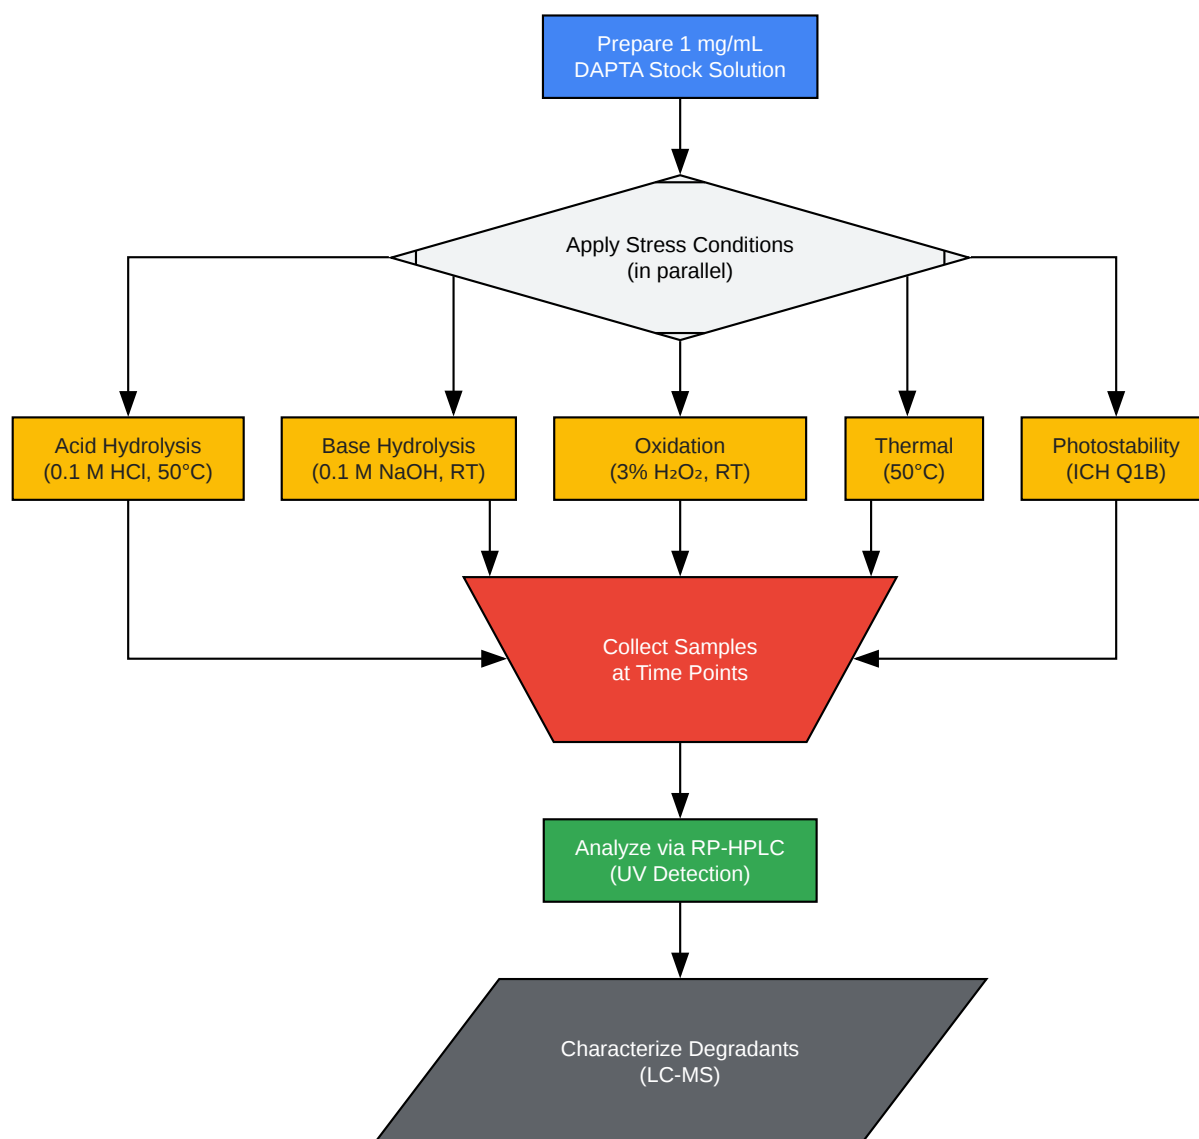 Prepare 1 mg/mL
DAPTA Stock Solution
Apply Stress Conditions
(in parallel)
Acid Hydrolysis
(0.1 M HCl, 50°C)
Base Hydrolysis
(0.1 M NaOH, RT)
Oxidation
(3% H₂O₂, RT)
Thermal
(50°C)
Photostability
(ICH Q1B)
Collect Samples
at Time Points
Analyze via RP-HPLC
(UV Detection)
Characterize Degradants
(LC-MS)